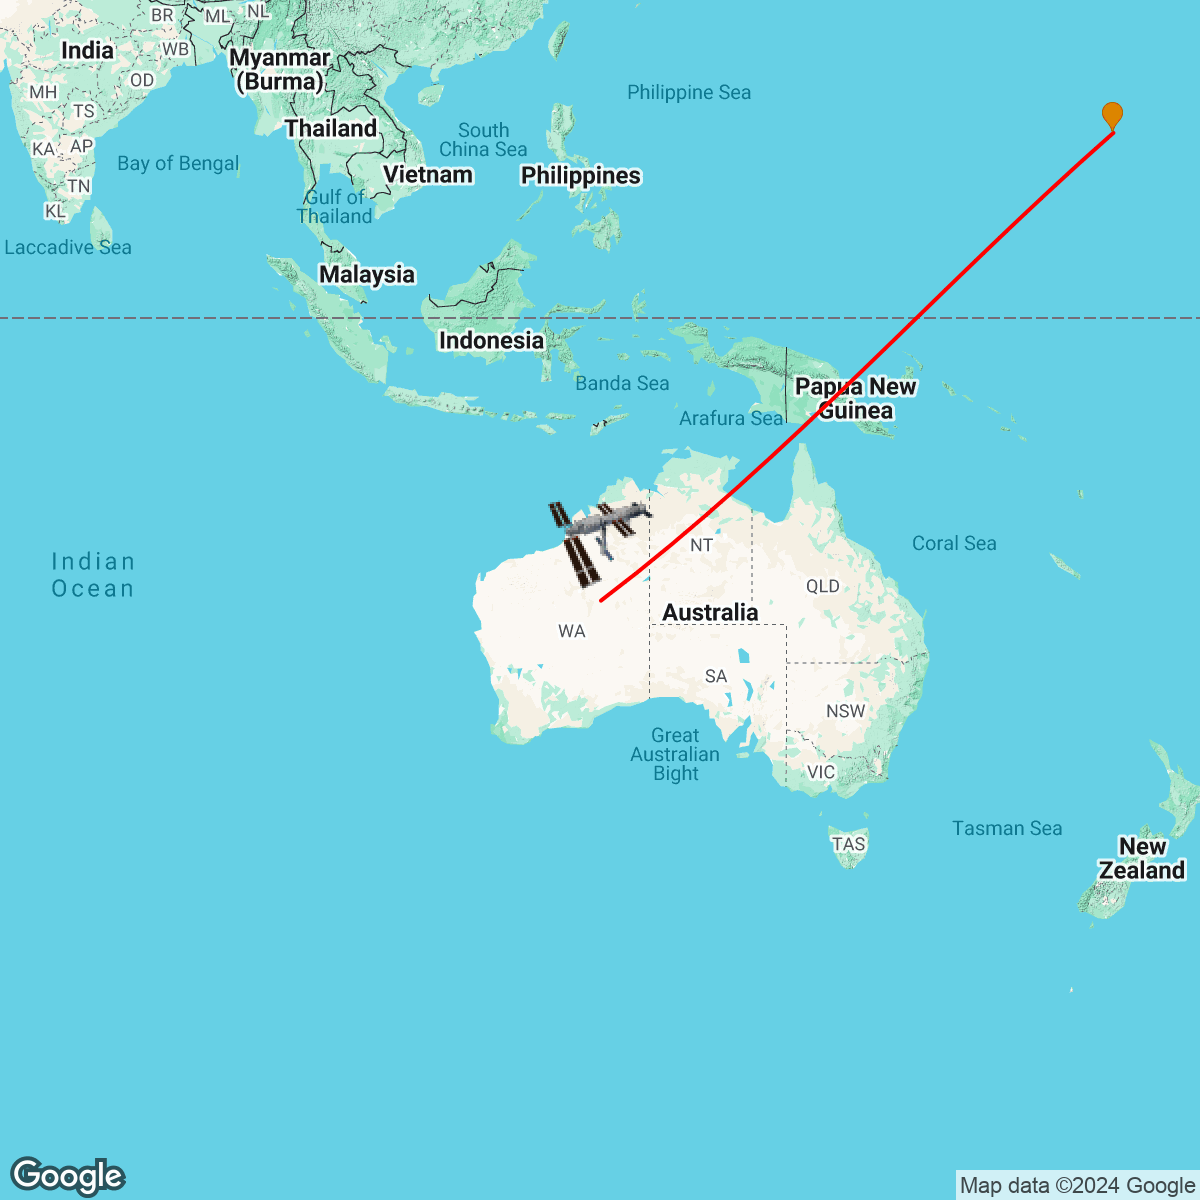 BR
ML
NL
India
WB
Myanmar
(Burma)
OD
MH
TS
Philippine Sea
Thailand
South
China Sea
KA
AP
Bay of Bengal
Vietnam
Philippines
TN
Gulf of
Thailand
KL
Laccadive Sea
Malaysia
Indonesia
Banda Sea
Papua New
Guinea
Arafura Sea
Indian
Ocean
NT
Coral Sea
QLD
Australia
WA
SA
NSW
Great
Australian
Bight
VIC
Tasman Sea
TAS
New
Zealand
Google
Map data ©2024 Google